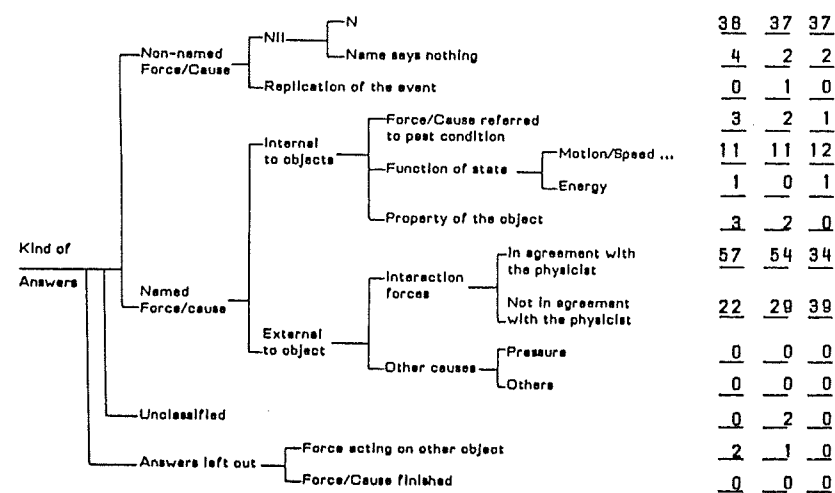 N 38 37 37
NII
Non-named Name says nothing 4 2 2
Force/Cause
Replication of the event 0 1 0
Force/Cause referred 3 2 1
to past condition
Internal Motion/Speed ... 11 11 12
to objects
Function of state
Energy 1 0 1
Property of the object 3 2 0
Kind of In agreement with 57 54 34
the physicist
Answers
Interaction
forces
Named
Force/cause
Not in agreement 22 29 39
with the physicist
External
to object
Pressure 0 0 0
Other causes
Others 0 0 0
Unclassified 0 2 0
Force acting on other object 2 1 0
Answers left out
Force/Cause finished 0 0 0